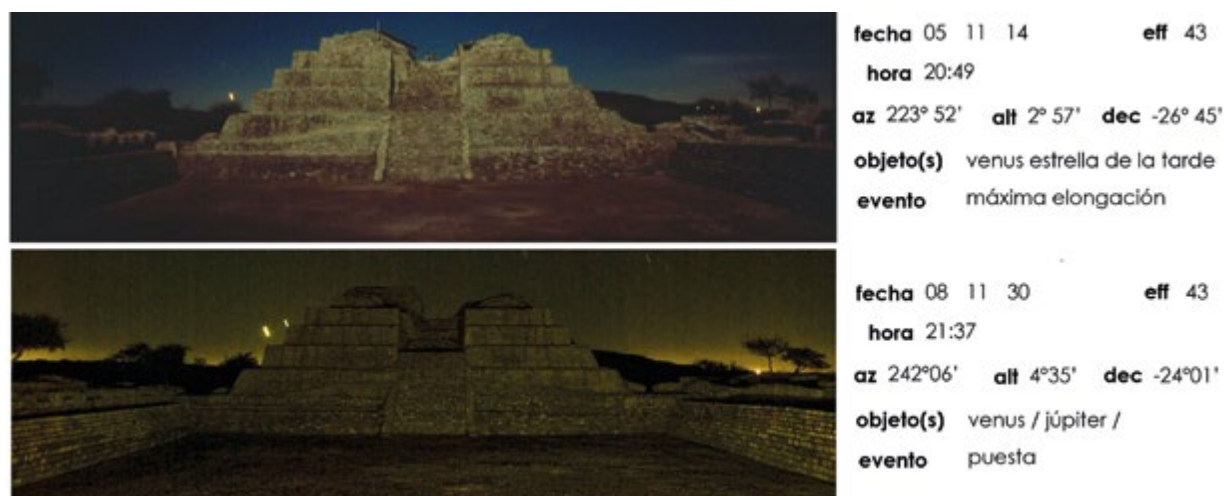 fecha 05 11 14 eff 43
hora 20:49
az 223° 52' alt 2° 57' dec -26° 45'
objeto(s) venus estrella de la tarde
evento máxima elongación
fecha 08 11 30 eff 43
hora 21:37
az 242°06' alt 4°35' dec -24°01'
objeto(s) venus / júpiter /
evento puesta